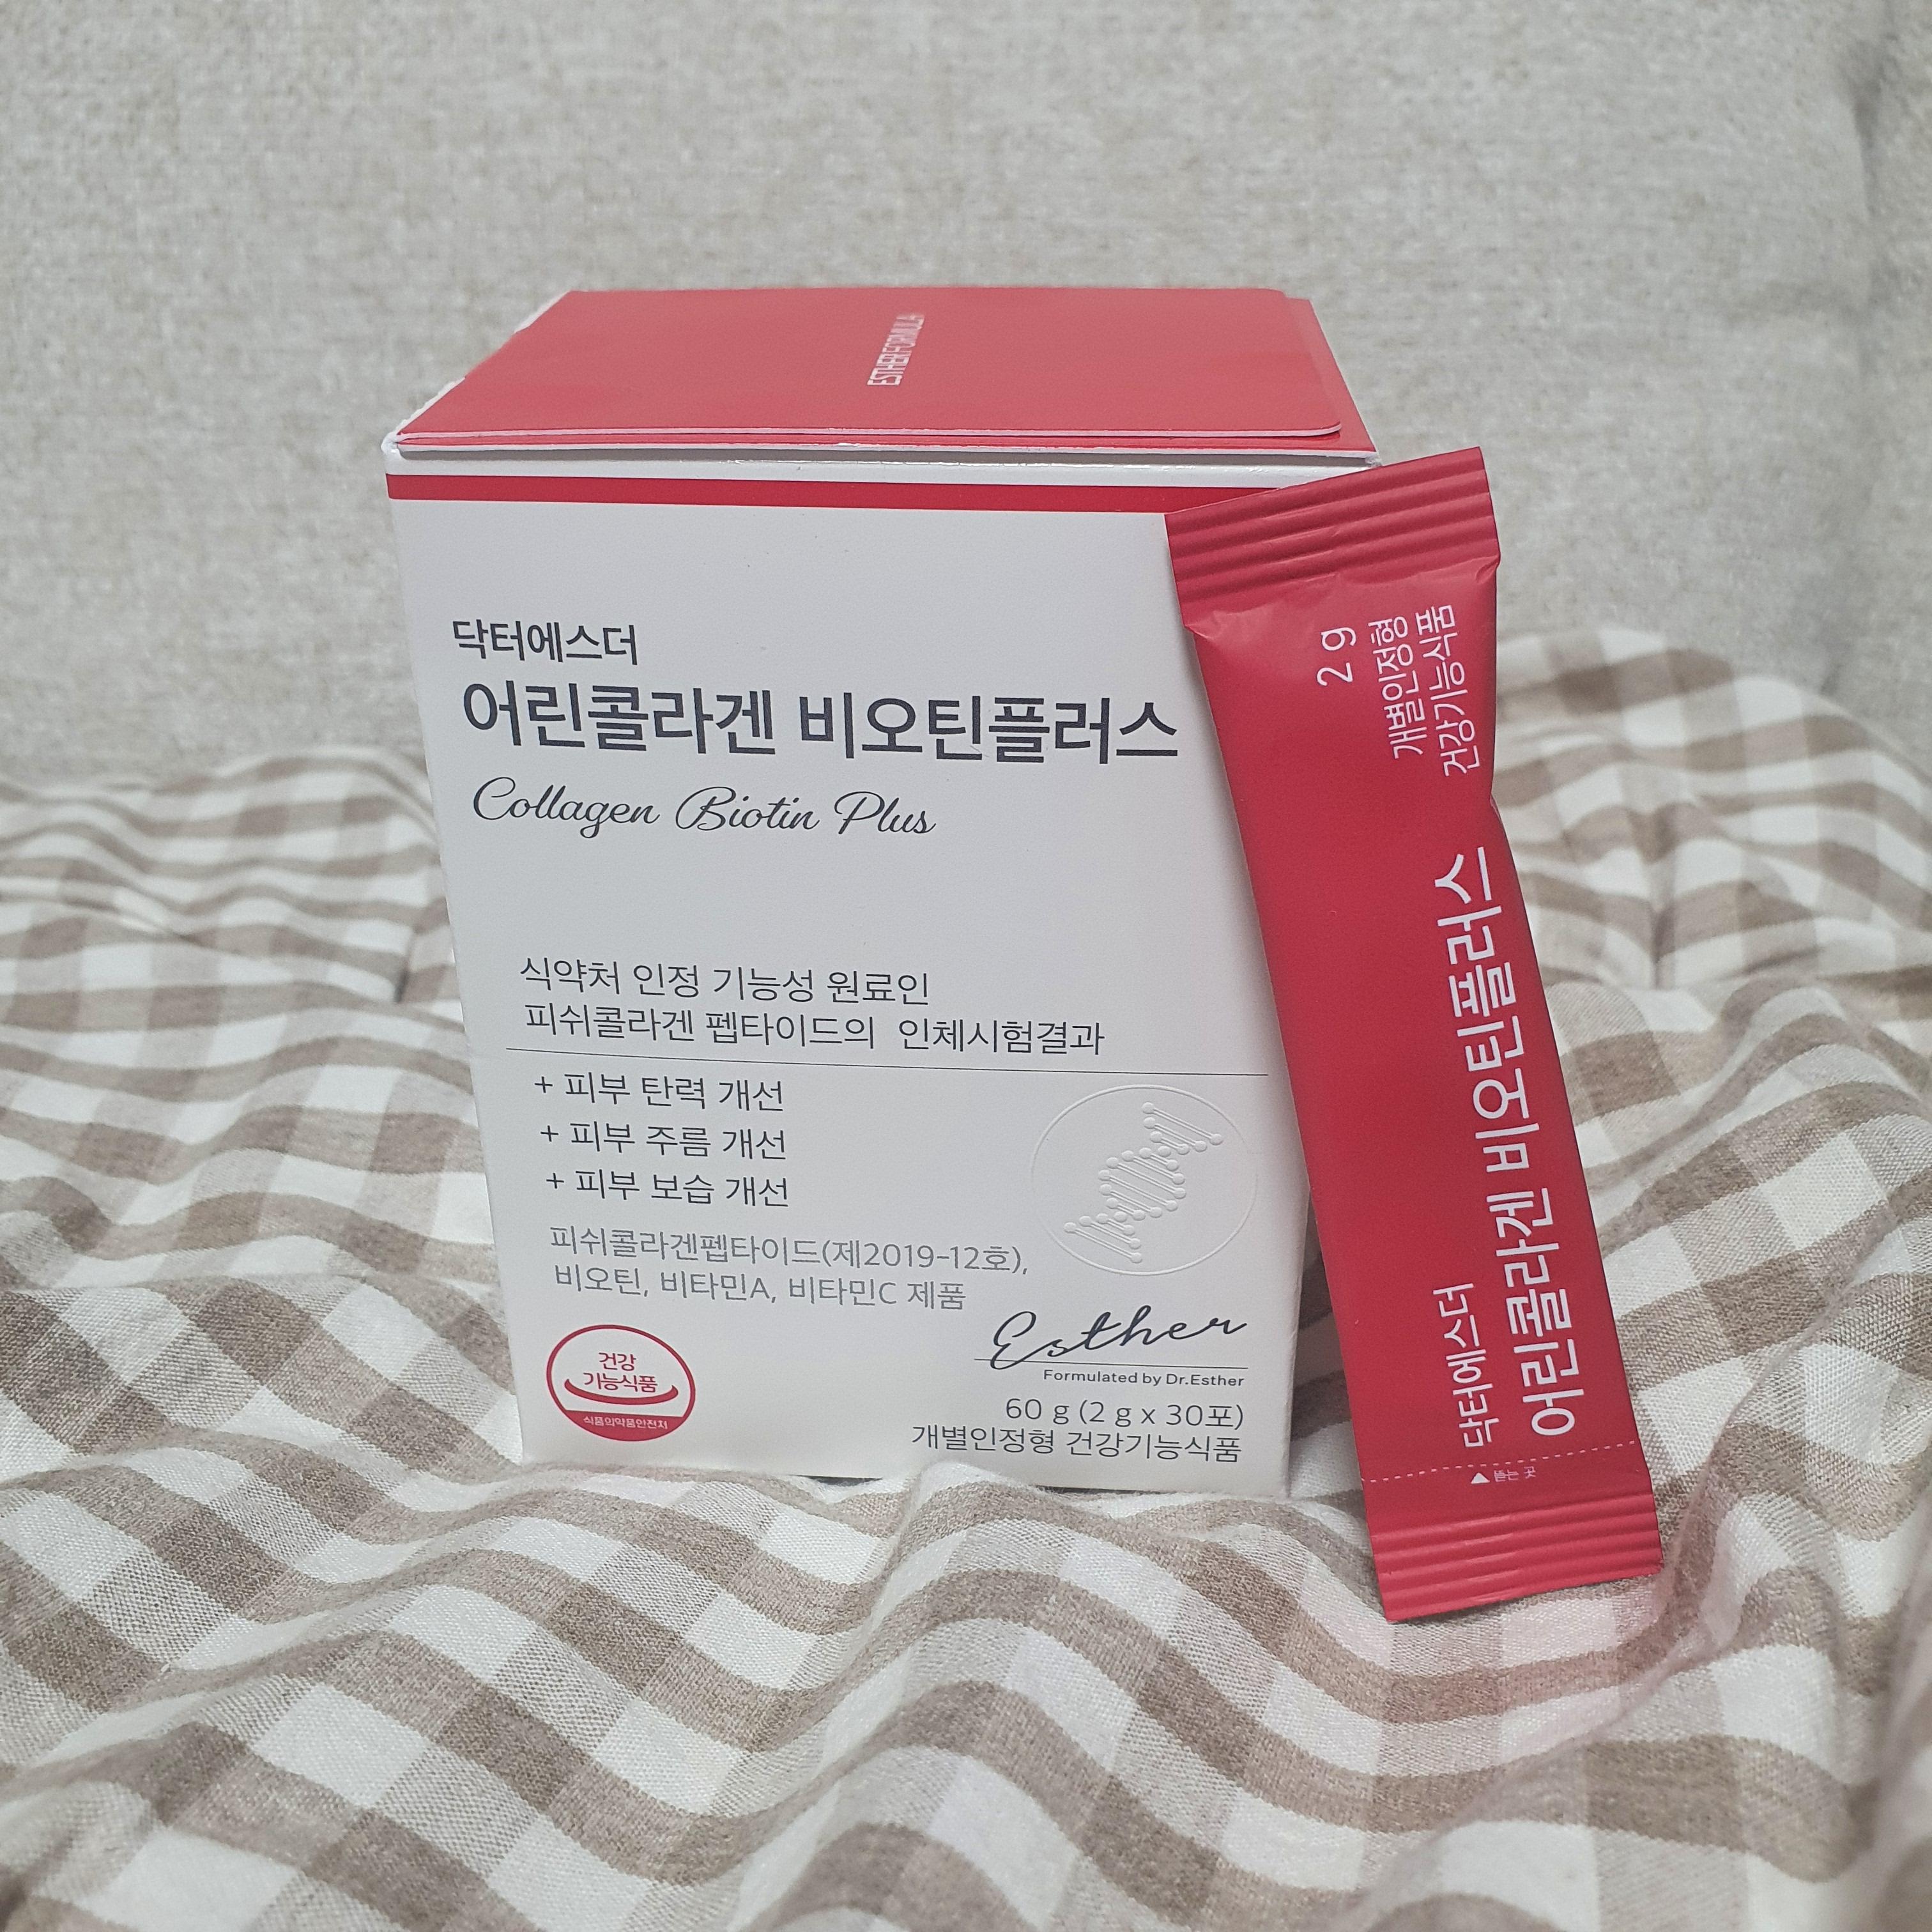 ESTHER FORMULA
닥터에스더
어린콜라겐 비오틴플러스
Collagen Biotin Plus
식약처 인정 기능성 원료인
피쉬콜라겐 펩타이드의 인체시험결과
+ 피부 탄력 개선
+ 피부 주름 개선
+ 피부 보습 개선
피쉬콜라겐펩타이드(제2019-12호),
비오틴, 비타민A, 비타민C 제품
건강
기능식품
식품의약품안전처
Esther
Formulated by Dr.Esther
60 g (2 g x 30포)
개별인정형 건강기능식품
2 g
개별인정형
건강기능식품
닥터에스더
어린콜라겐 비오틴플러스
▲ 뜯는 곳